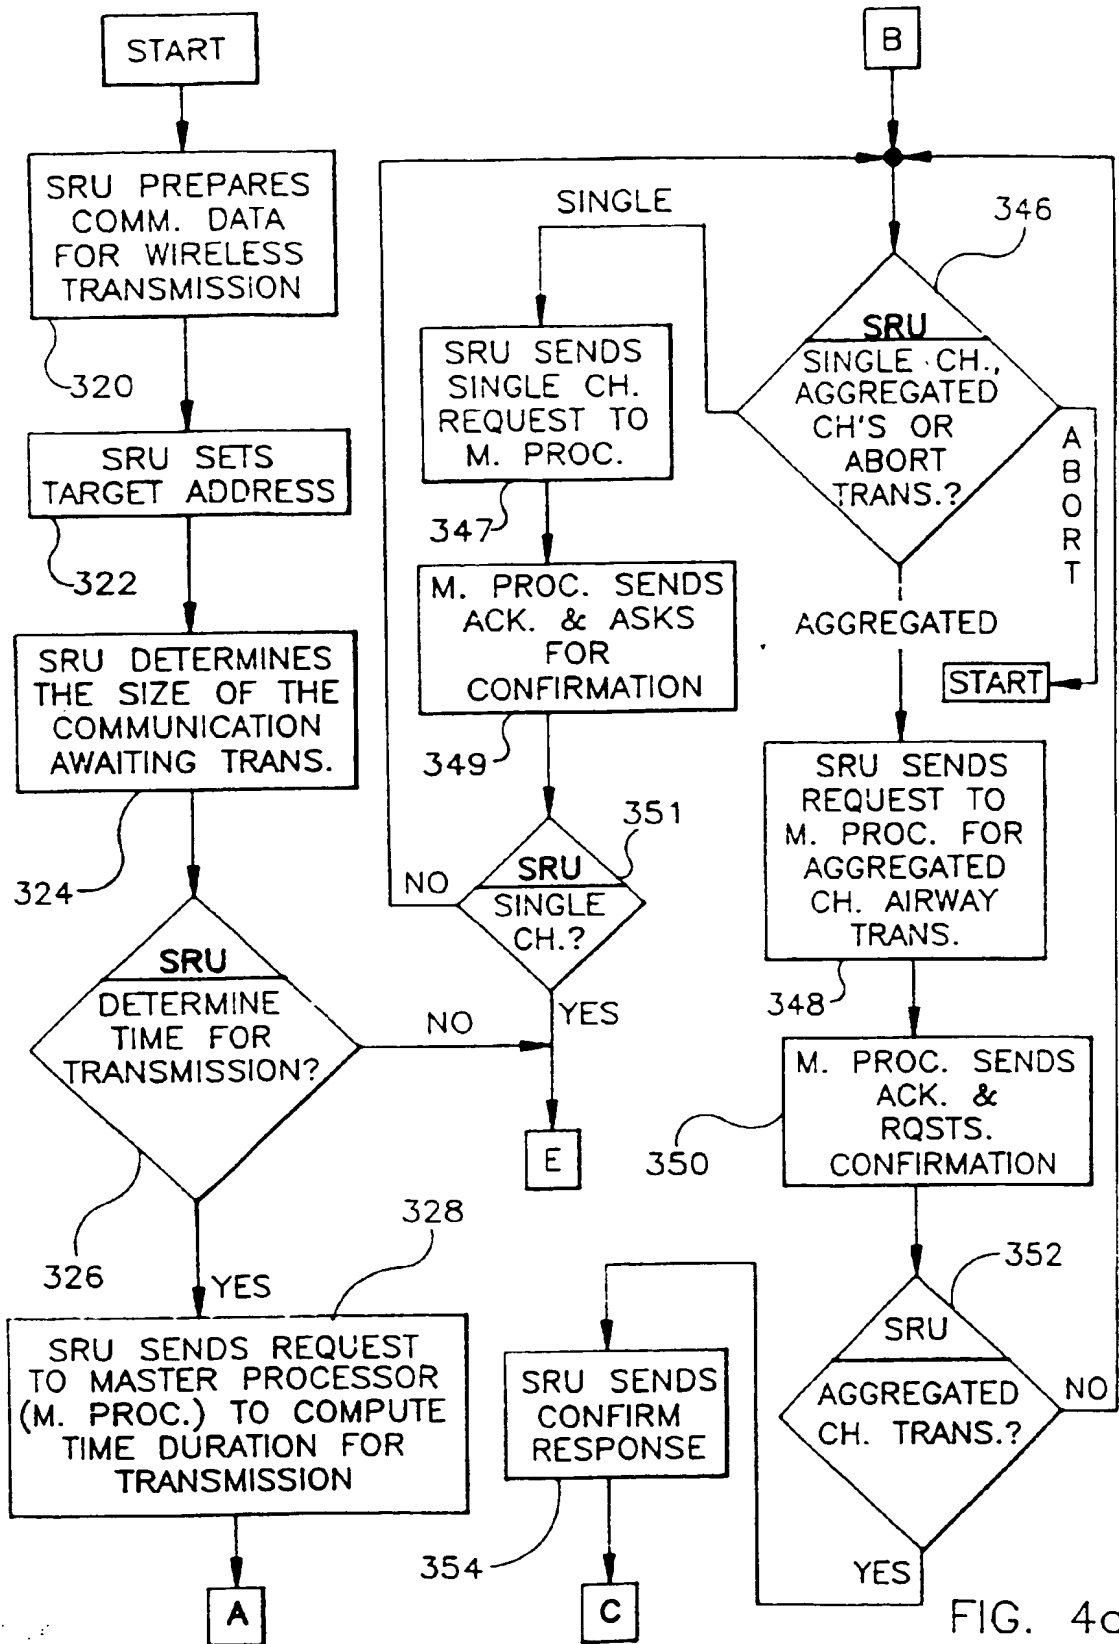 START
SRU PREPARES
COMM. DATA
FOR WIRELESS
TRANSMISSION
320
SRU SETS
TARGET ADDRESS
322
SRU DETERMINES
THE SIZE OF THE
COMMUNICATION
AWAITING TRANS.
324
SRU
DETERMINE
TIME FOR
TRANSMISSION?
NO
326
YES
328
SRU SENDS REQUEST
TO MASTER PROCESSOR
(M. PROC.) TO COMPUTE
TIME DURATION FOR
TRANSMISSION
A
SINGLE
SRU SENDS
SINGLE CH.
REQUEST TO
M. PROC.
347
M. PROC. SENDS
ACK. & ASKS
FOR
CONFIRMATION
349
351
SRU
SINGLE
CH.?
NO
YES
E
B
346
SRU
SINGLE CH.,
AGGREGATED
CH'S OR
ABORT
TRANS.?
ABORT
START
AGGREGATED
SRU SENDS
REQUEST TO
M. PROC. FOR
AGGREGATED
CH. AIRWAY
TRANS.
348
M. PROC. SENDS
ACK. &
RQSTS.
CONFIRMATION
350
352
SRU
AGGREGATED
CH. TRANS.?
NO
YES
SRU SENDS
CONFIRM
RESPONSE
354
C
FIG.